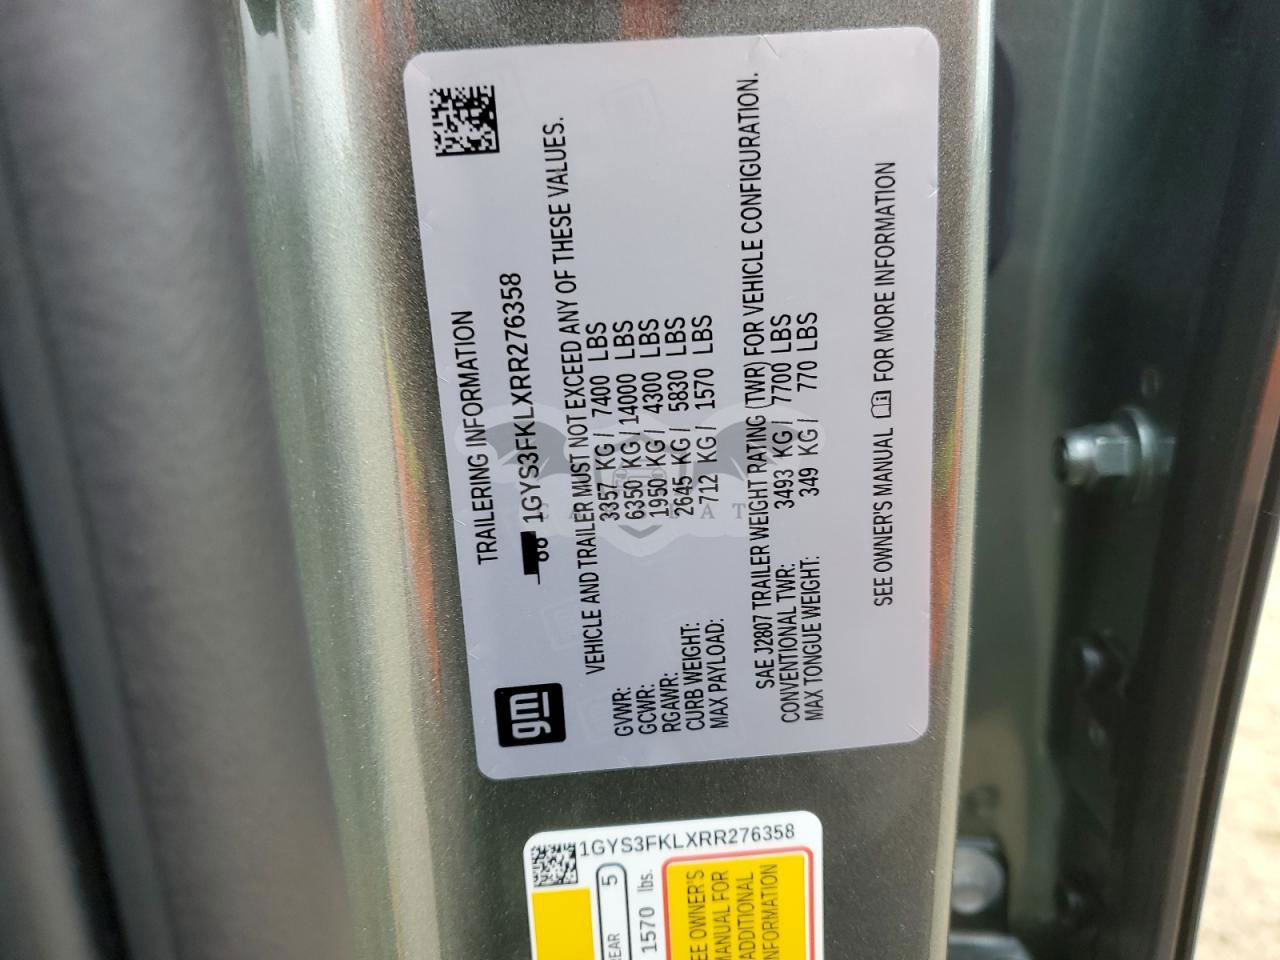 TRAILERING INFORMATION
1GYS3FKLXRR276358
gm
VEHICLE AND TRAILER MUST NOT EXCEED ANY OF THESE VALUES.
GVWR: 3357 KG / 7400 LBS
GCWR: 6350 KG / 14000 LBS
RGAWR: 1950 KG / 4300 LBS
CURB WEIGHT: 2645 KG / 5830 LBS
MAX PAYLOAD: 712 KG / 1570 LBS
SAE J2807 TRAILER WEIGHT RATING (TWR) FOR VEHICLE CONFIGURATION.
CONVENTIONAL TWR: 3493 KG / 7700 LBS
MAX TONGUE WEIGHT: 349 KG / 770 LBS
SEE OWNER'S MANUAL FOR MORE INFORMATION
1GYS3FKLXRR276358
REAR 5
1570 lbs.
SEE OWNER'S
MANUAL FOR
ADDITIONAL
INFORMATION